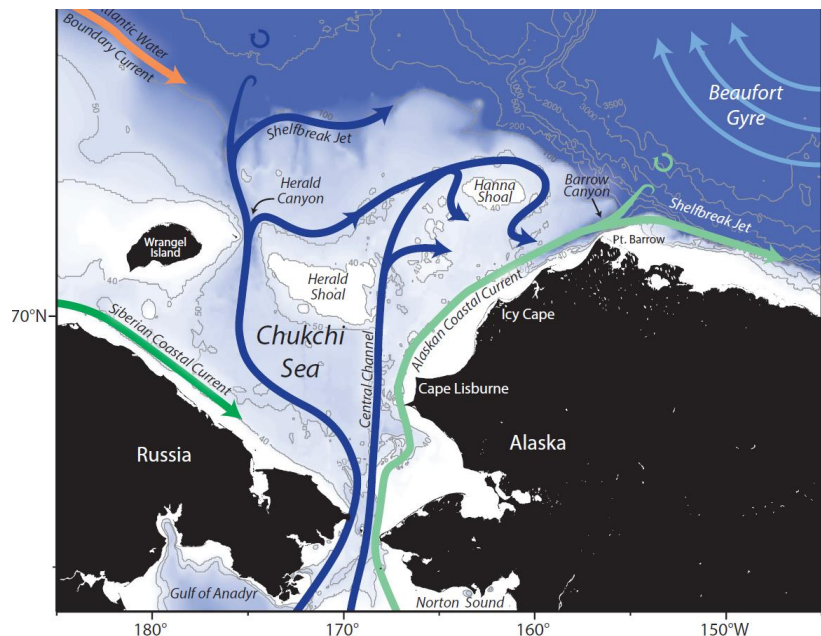 Atlantic Water
Boundary Current
Beaufort
Gyre
100
3500
Shelfbreak Jet
Herald
Canyon
Hanna
Shoal
40
Barrow
Canyon
Shelfbreak Jet
Wrangel
Island
Pt. Barrow
Herald
Shoal
Icy Cape
70°N
Siberian Coastal Current
Chukchi
Sea
Central Channel
Alaskan Coastal Current
Cape Lisburne
40
Russia
Alaska
Gulf of Anadyr
Norton Sound
180°
170°
160°
150°W